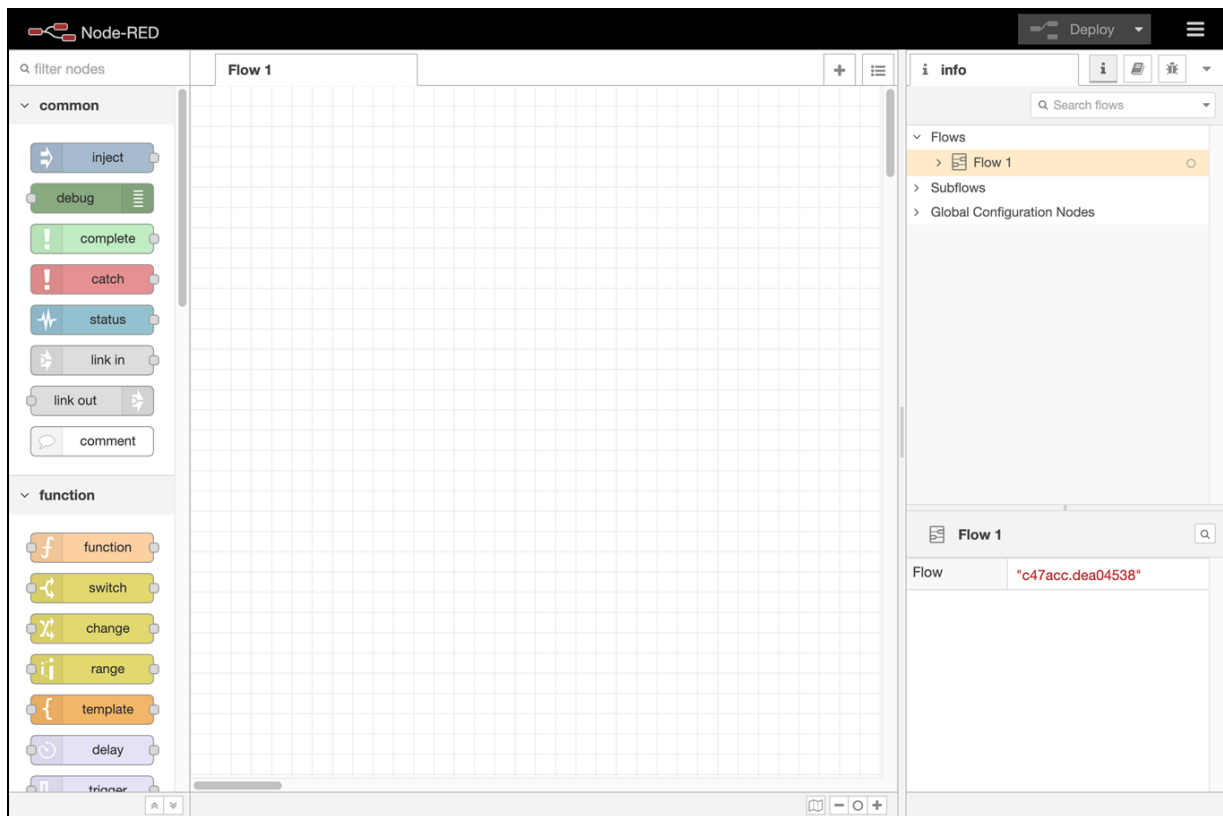 Node-RED
Deploy
filter nodes
Flow 1
info
i
common
Search flows
inject
debug
complete
catch
status
link in
link out
comment
Flows
Flow 1
Subflows
Global Configuration Nodes
function
function
switch
change
range
template
delay
trigger
Flow 1
Flow
"c47acc.dea04538"